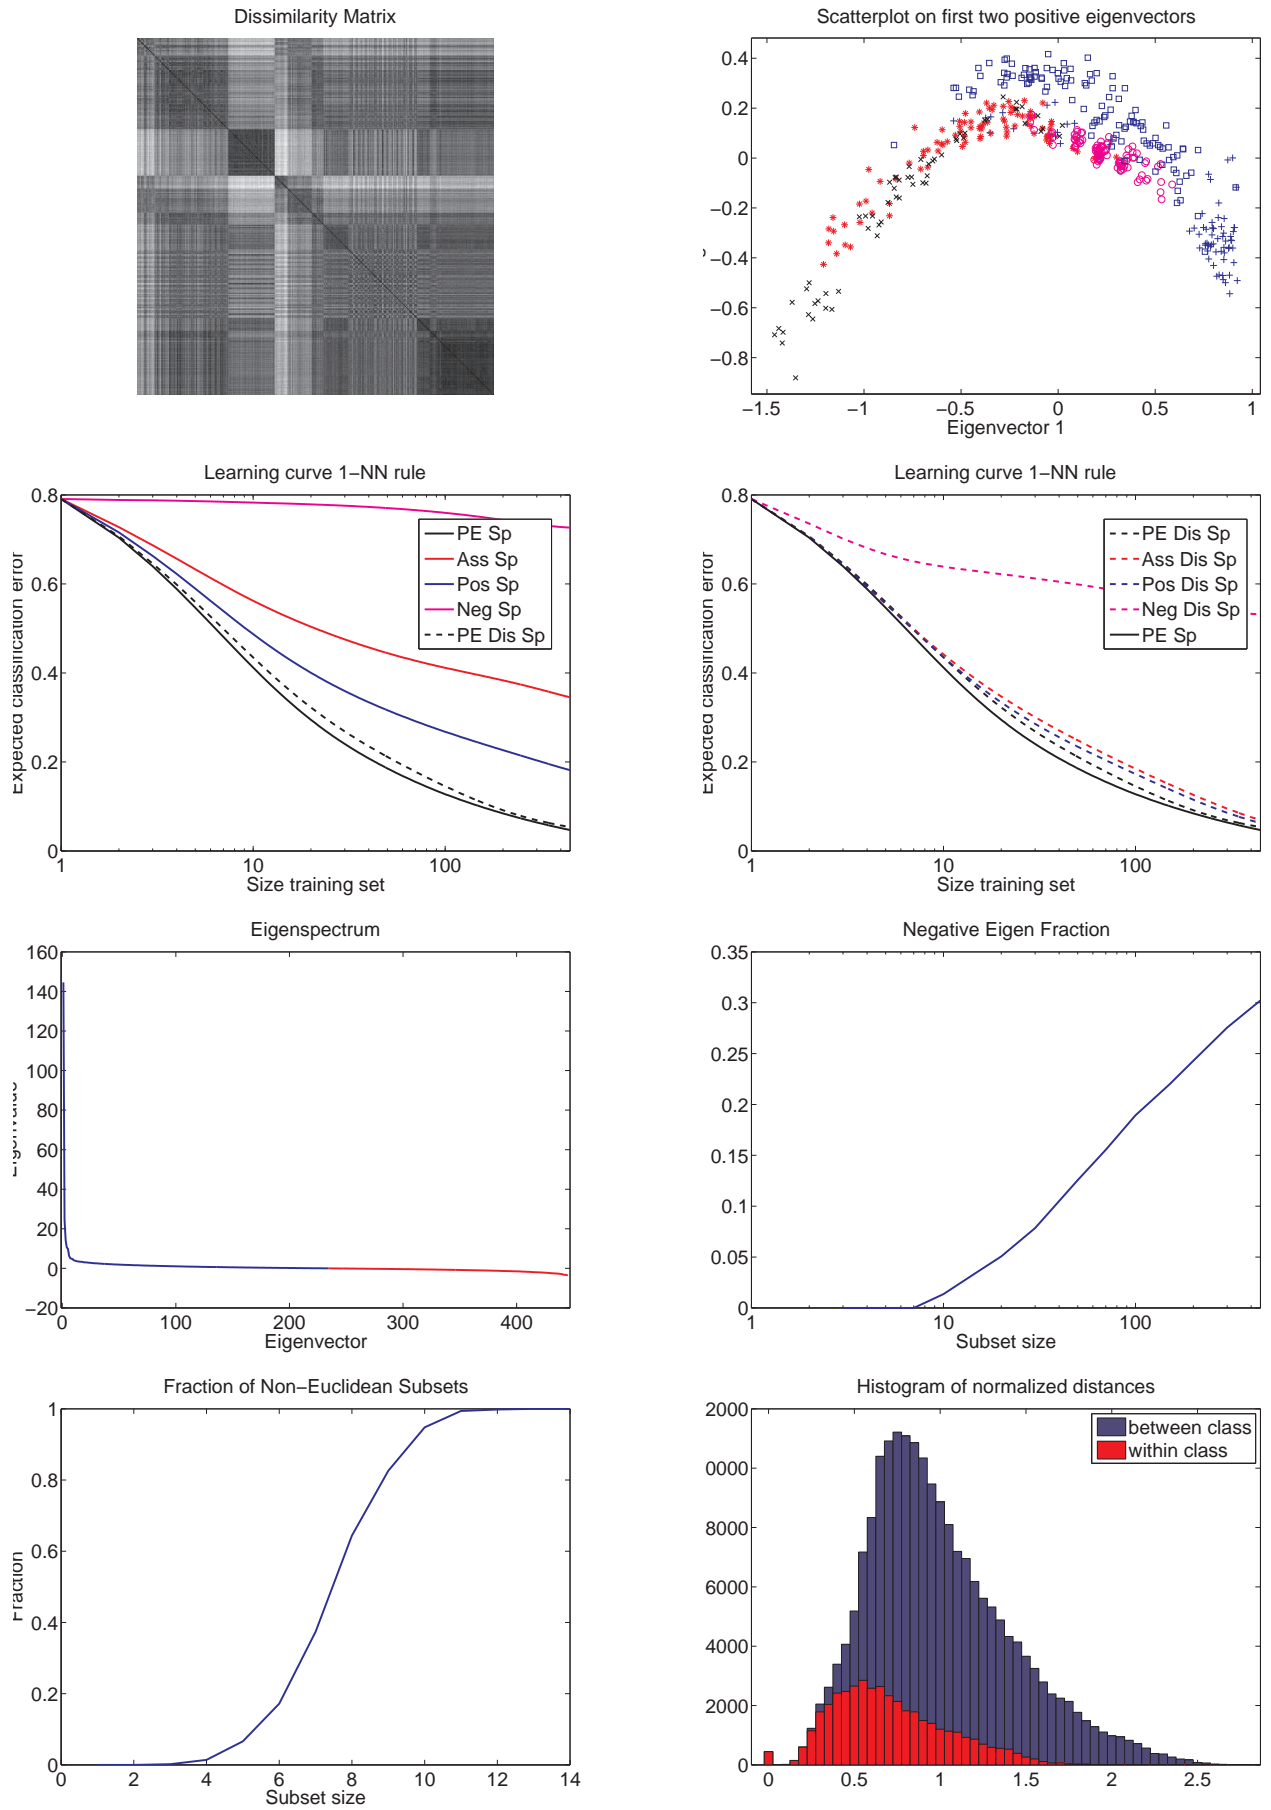 Dissimilarity Matrix
Scatterplot on first two positive eigenvectors
0.4
0.2
0
−0.2
−0.4
−0.6
−0.8
−1.5
−1
−0.5
0
0.5
1
Eigenvector 1
Learning curve 1−NN rule
0.8
0.6
0.4
0.2
0
1
10
100
Expected classification error
Size training set
PE Sp
Ass Sp
Pos Sp
Neg Sp
PE Dis Sp
Learning curve 1−NN rule
0.8
0.6
0.4
0.2
0
1
10
100
Expected classification error
Size training set
PE Dis Sp
Ass Dis Sp
Pos Dis Sp
Neg Dis Sp
PE Sp
Eigenspectrum
160
140
120
100
80
60
40
20
0
−20
0
100
200
300
400
Eigenvalue
Eigenvector
Negative Eigen Fraction
0.35
0.3
0.25
0.2
0.15
0.1
0.05
0
1
10
100
Subset size
Fraction of Non−Euclidean Subsets
1
0.8
0.6
0.4
0.2
0
0
2
4
6
8
10
12
14
Fraction
Subset size
Histogram of normalized distances
2000
0000
8000
6000
4000
2000
0
0
0.5
1
1.5
2
2.5
between class
within class